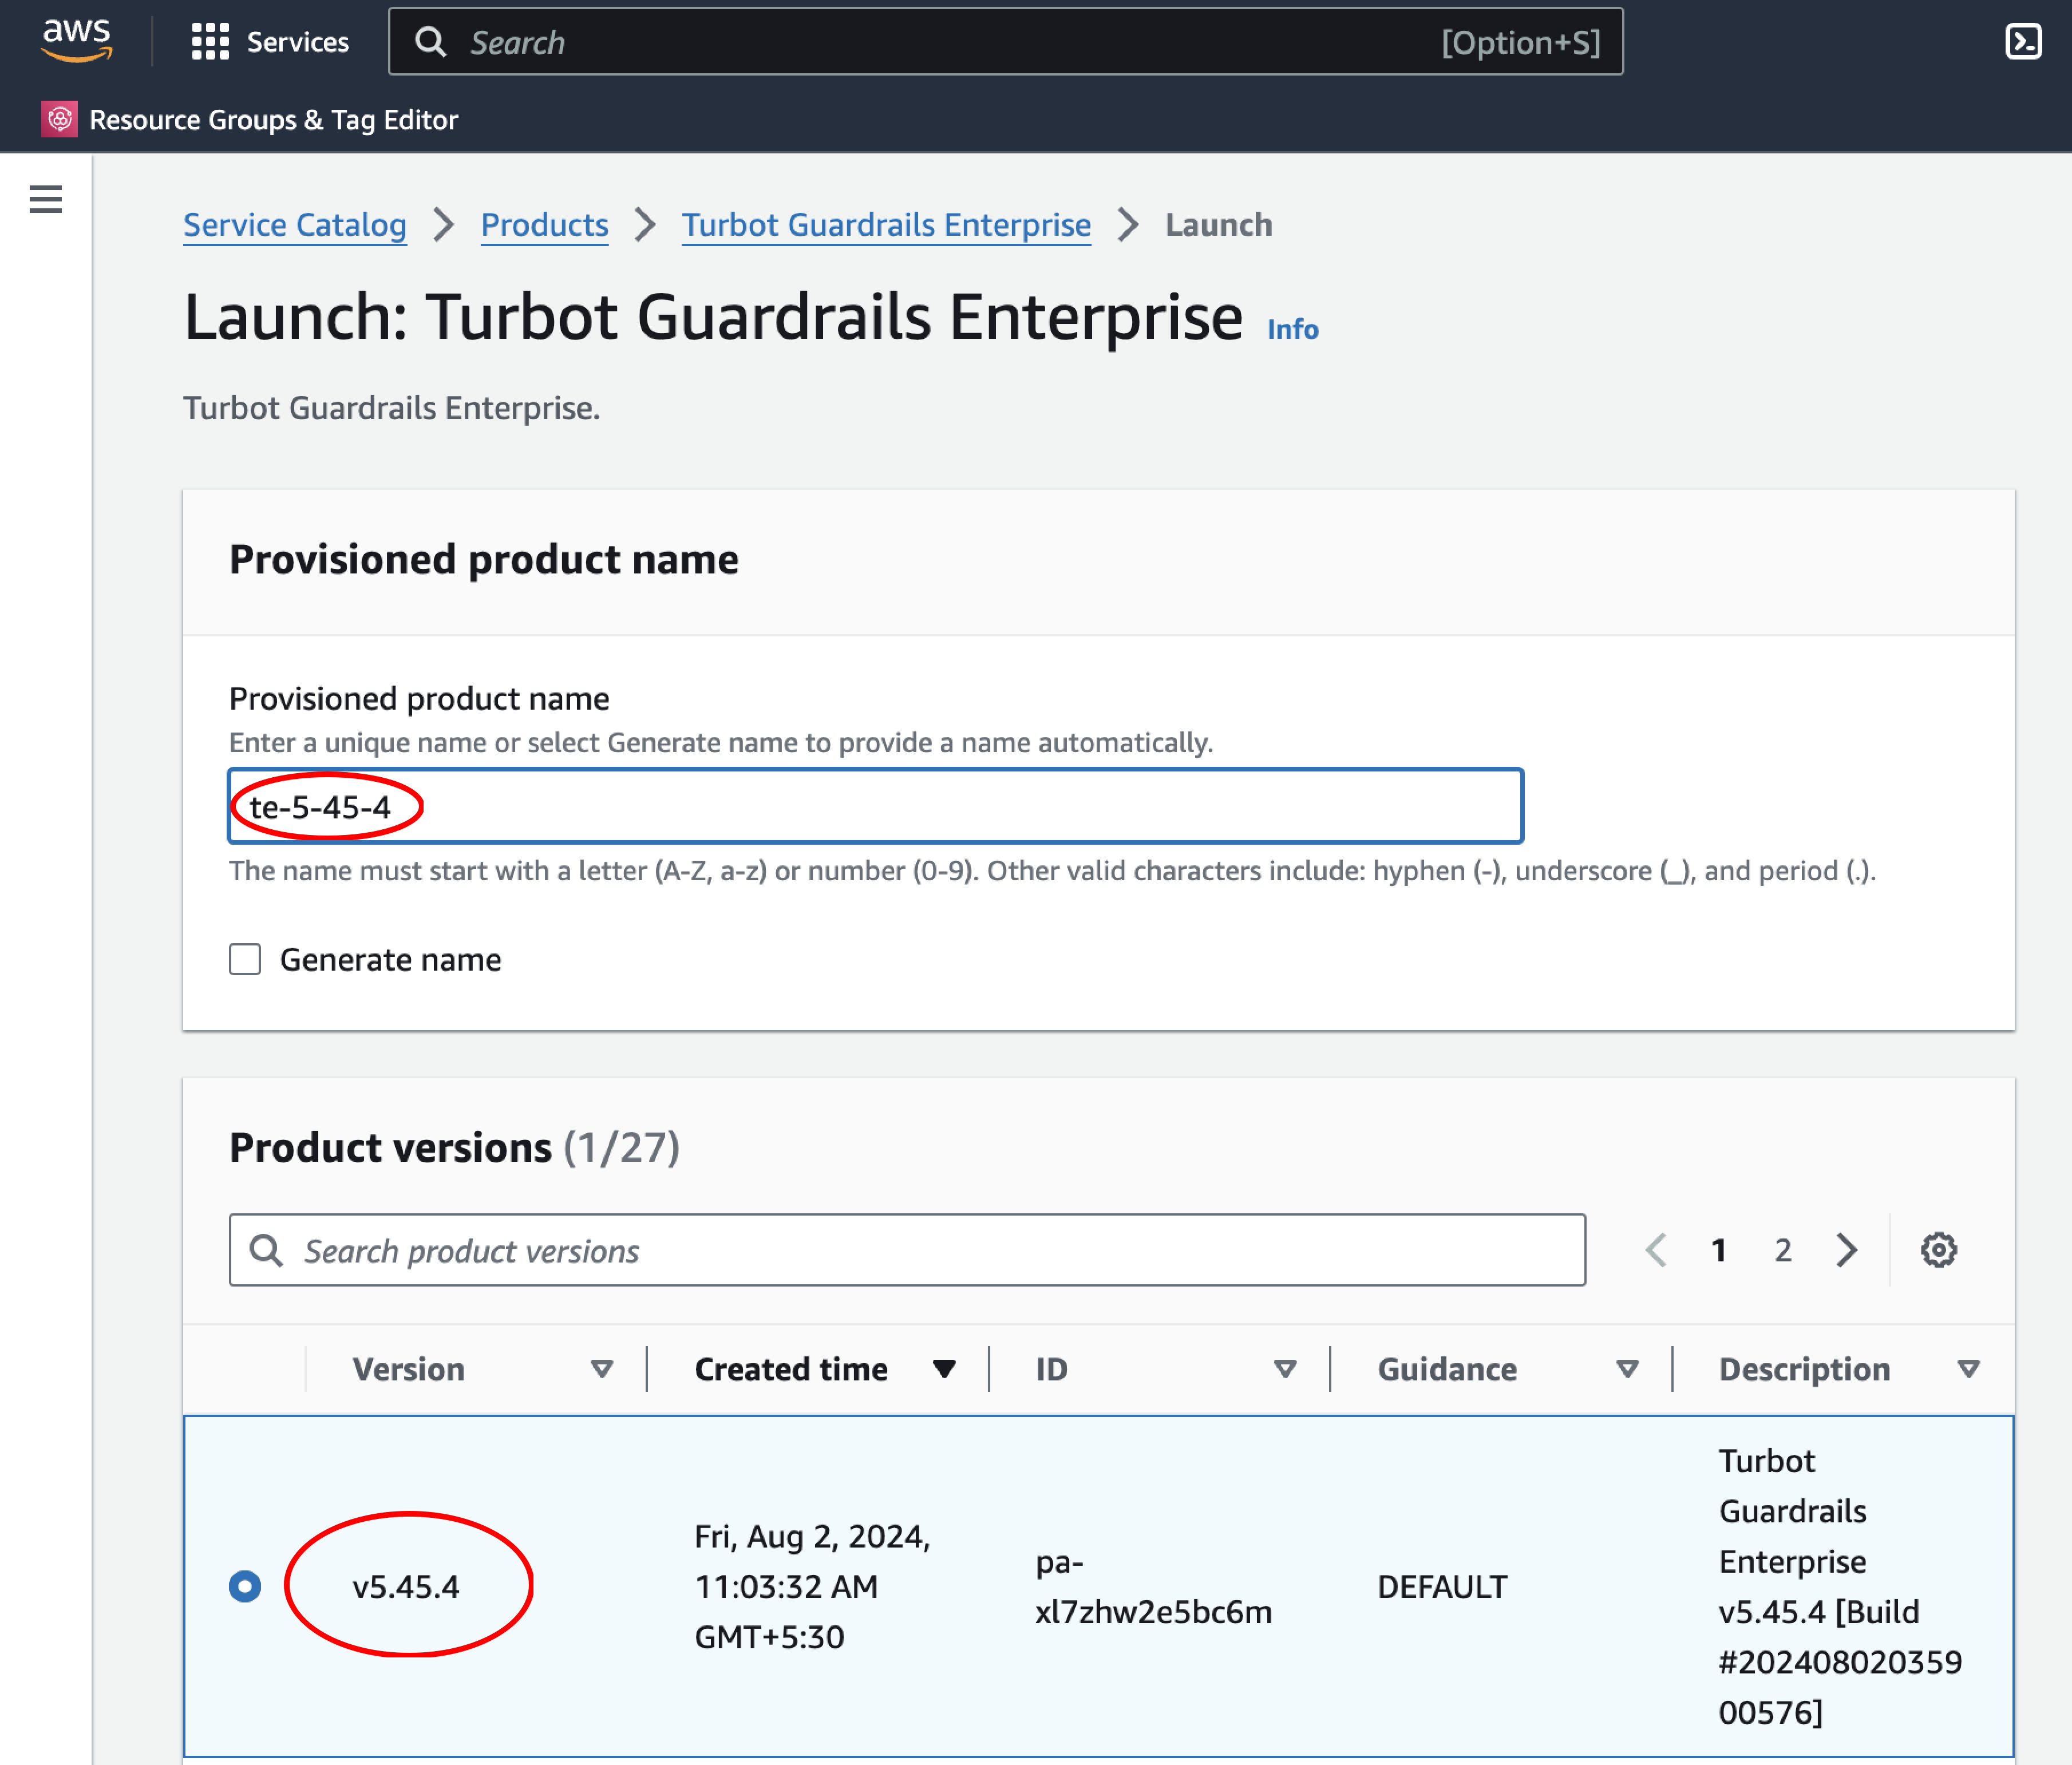 aws
Services
Search
[Option+S]
Resource Groups & Tag Editor
Service Catalog
Products
Turbot Guardrails Enterprise
Launch
Launch: Turbot Guardrails Enterprise
Info
Turbot Guardrails Enterprise.
Provisioned product name
Provisioned product name
Enter a unique name or select Generate name to provide a name automatically.
te-5-45-4
The name must start with a letter (A-Z, a-z) or number (0-9). Other valid characters include: hyphen (-), underscore (_), and period (.).
Generate name
Product versions (1/27)
Search product versions
1
2
Version
Created time
ID
Guidance
Description
v5.45.4
Fri, Aug 2, 2024,
11:03:32 AM
GMT+5:30
pa-
xl7zhw2e5bc6m
DEFAULT
Turbot
Guardrails
Enterprise
v5.45.4 [Build
#202408020359
00576]